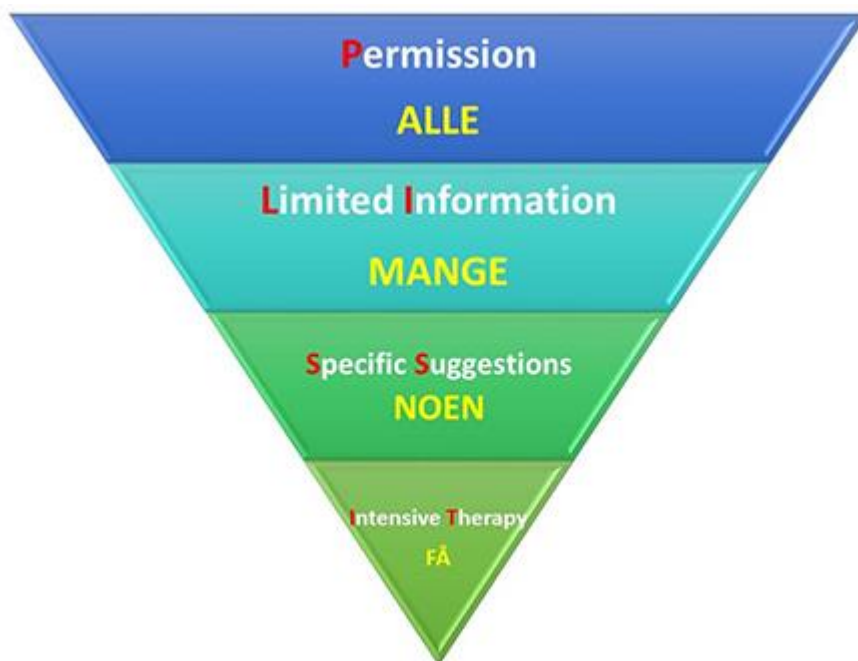 Permission
ALLE
Limited Information
MANGE
Specific Suggestions
NOEN
Intensive Therapy
FÅ